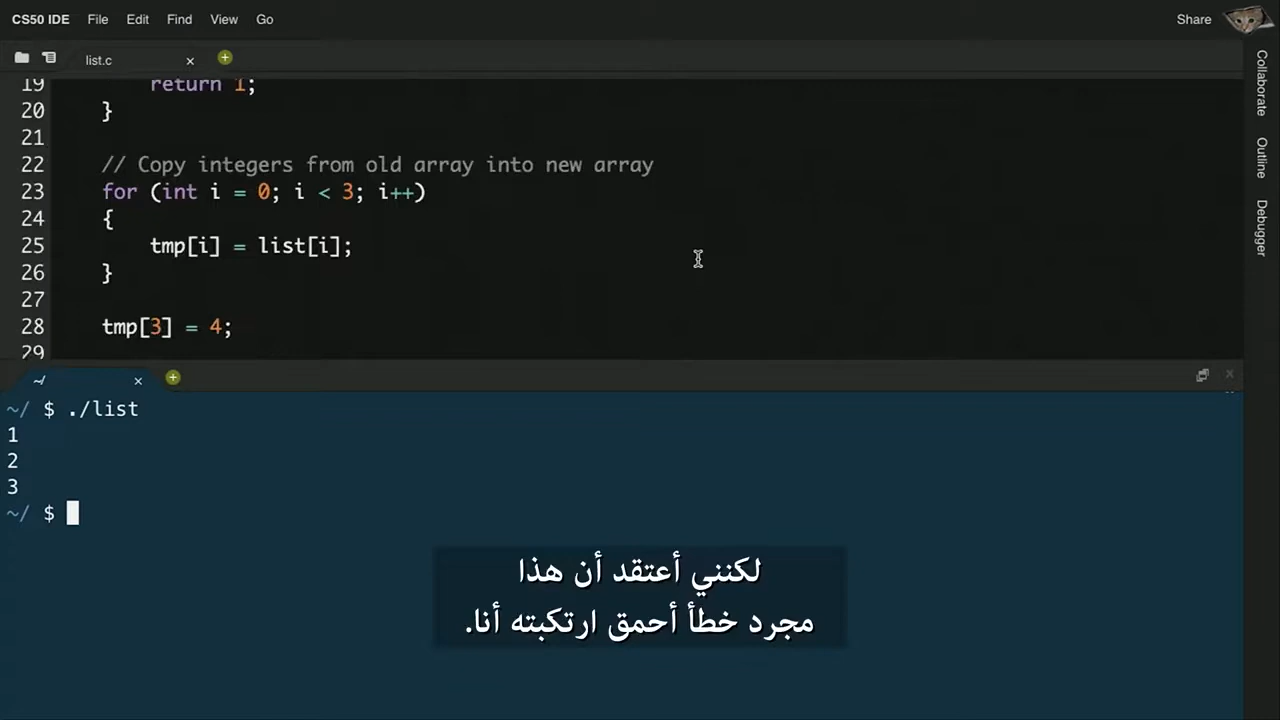 CS50 IDE File Edit Find View Go Share
list.c
19 return 1;
20 }
21
22 // Copy integers from old array into new array
23 for (int i = 0; i < 3; i++)
24 {
25 tmp[i] = list[i];
26 }
27
28 tmp[3] = 4;
29
~/
~/ $ ./list
1
2
3
~/ $
لكنني أعتقد أن هذا
مجرد خطأ أحمق ارتكبته أنا.
Collaborate
Outline
Debugger